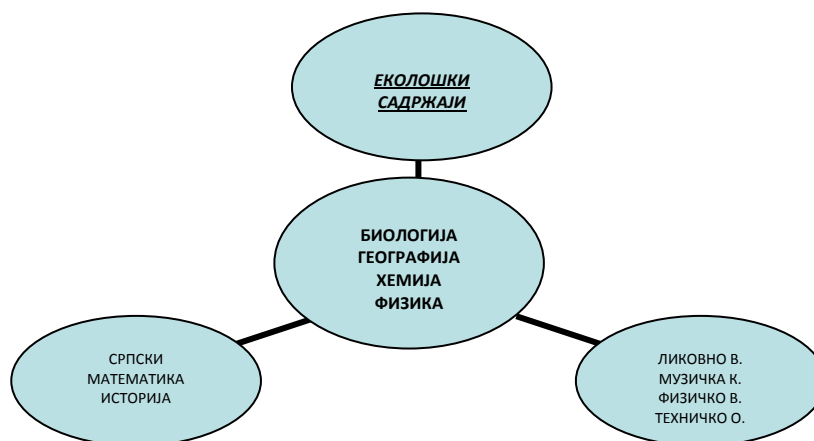 ЕКОЛОШКИ
САДРЖАЈИ
БИОЛОГИЈА
ГЕОГРАФИЈА
ХЕМИЈА
ФИЗИКА
СРПСКИ
МАТЕМАТИКА
ИСТОРИЈА
ЛИКОВНО В.
МУЗИЧКА К.
ФИЗИЧКО В.
ТЕХНИЧКО О.